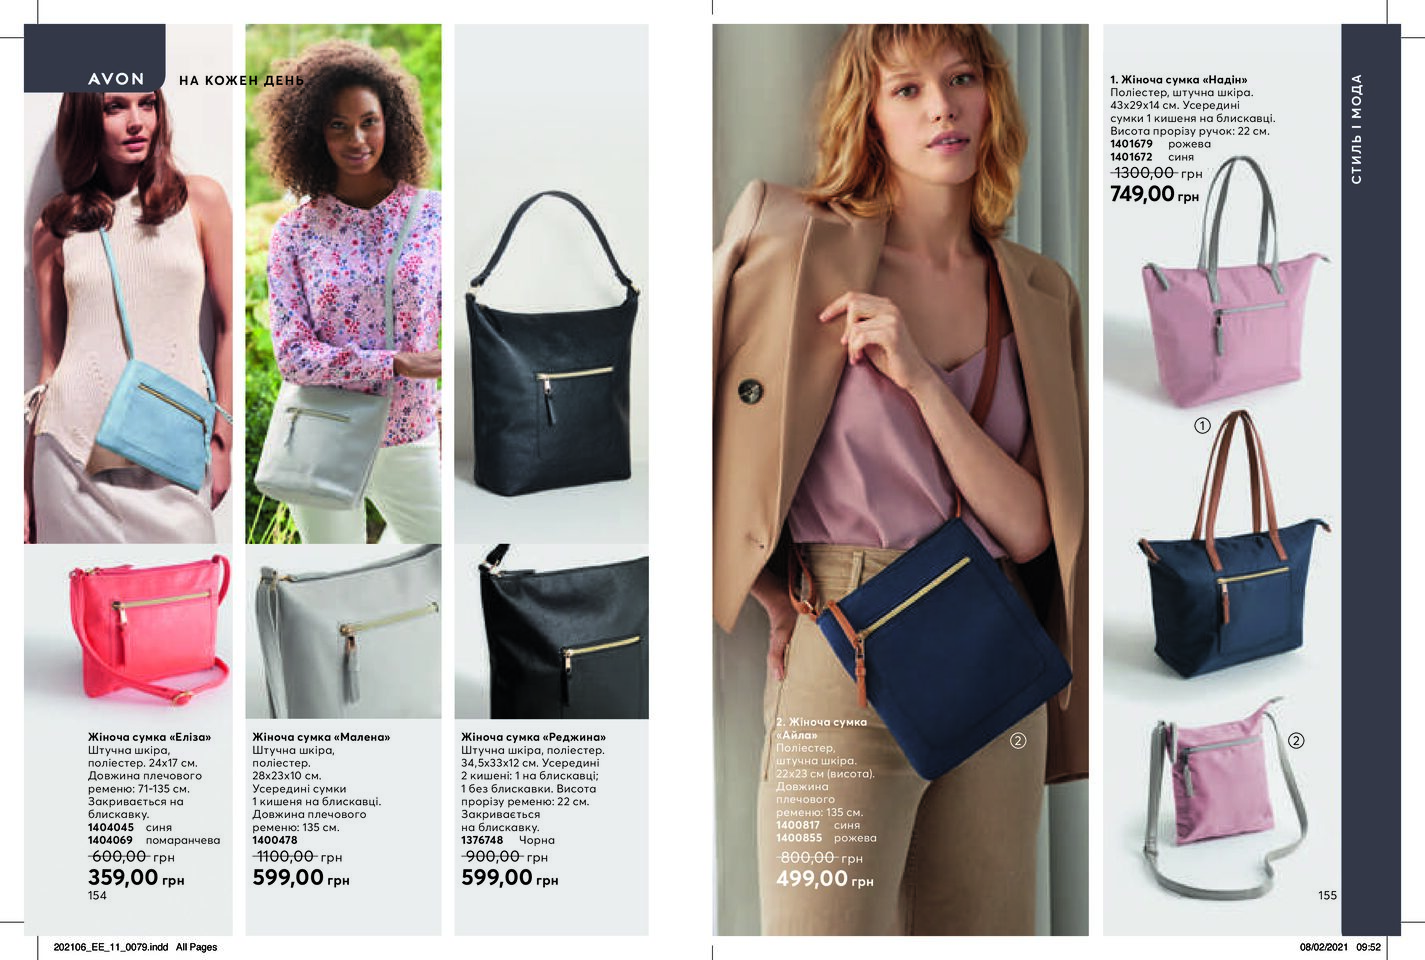 AVON
НА КОЖЕН ДЕНЬ
Жіноча сумка «Еліза»
Штучна шкіра,
поліестер. 24х17 см.
Довжина плечового
ременю: 71-135 см.
Закривається на
блискавку.
1404045 синя
1404069 помаранчева
600,00 грн
359,00 грн
154
Жіноча сумка «Малена»
Штучна шкіра,
поліестер.
28х23х10 см.
Усередині сумки
1 кишеня на блискавці.
Довжина плечового
ременю: 135 см.
1400478
1100,00 грн
599,00 грн
Жіноча сумка «Реджина»
Штучна шкіра, поліестер.
34,5х33х12 см. Усередині
2 кишені: 1 на блискавці;
1 без блискавки. Висота
прорізу ременю: 22 см.
Закривається
на блискавку.
1376748 Чорна
900,00 грн
599,00 грн
2. Жіноча сумка
«Айла»
Поліестер,
штучна шкіра.
22х23 см (висота).
Довжина
плечового
ременю: 135 см.
1400817 синя
1400855 рожева
800,00 грн
499,00 грн
2
1. Жіноча сумка «Надін»
Поліестер, штучна шкіра.
43х29х14 см. Усередині
сумки 1 кишеня на блискавці.
Висота прорізу ручок: 22 см.
1401679 рожева
1401672 синя
1300,00 грн
749,00 грн
1
2
155
СТИЛЬ І МОДА
202106_EE_11_0079.indd All Pages
08/02/2021 09:52